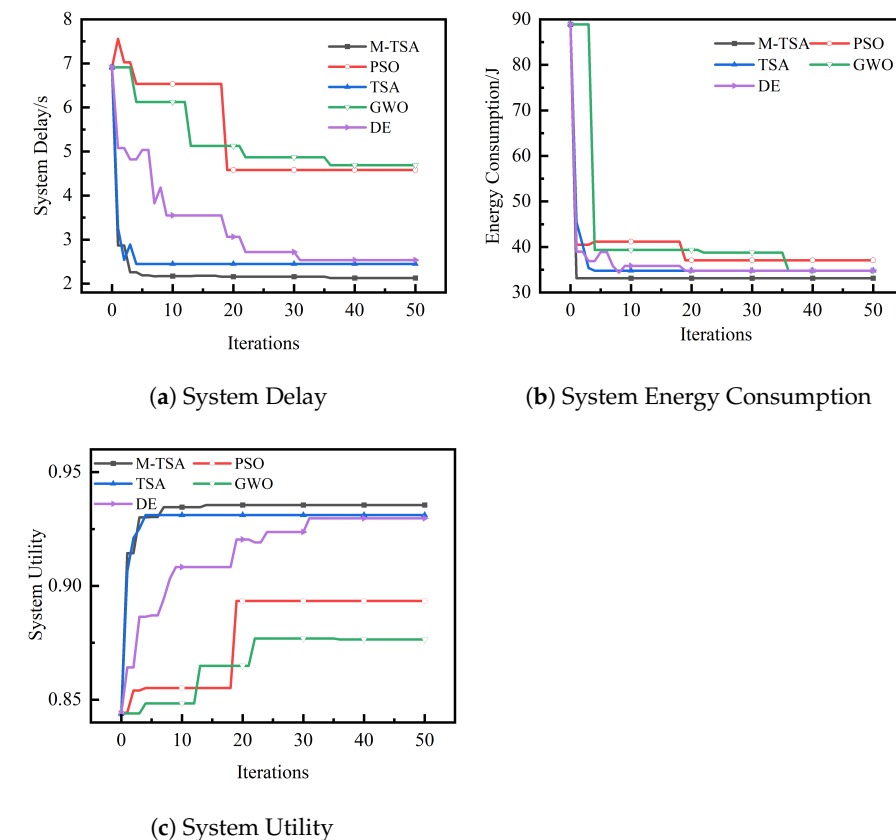 8
7
6
5
4
3
2
System Delay/s
M-TSA
PSO
TSA
GWO
DE
0 10 20 30 40 50
Iterations
(a) System Delay
90
80
70
60
50
40
30
Energy Consumption/J
M-TSA PSO
TSA GWO
DE
0 10 20 30 40 50
Iterations
(b) System Energy Consumption
0.95
0.90
0.85
System Utility
M-TSA PSO
TSA GWO
DE
0 10 20 30 40 50
Iterations
(c) System Utility